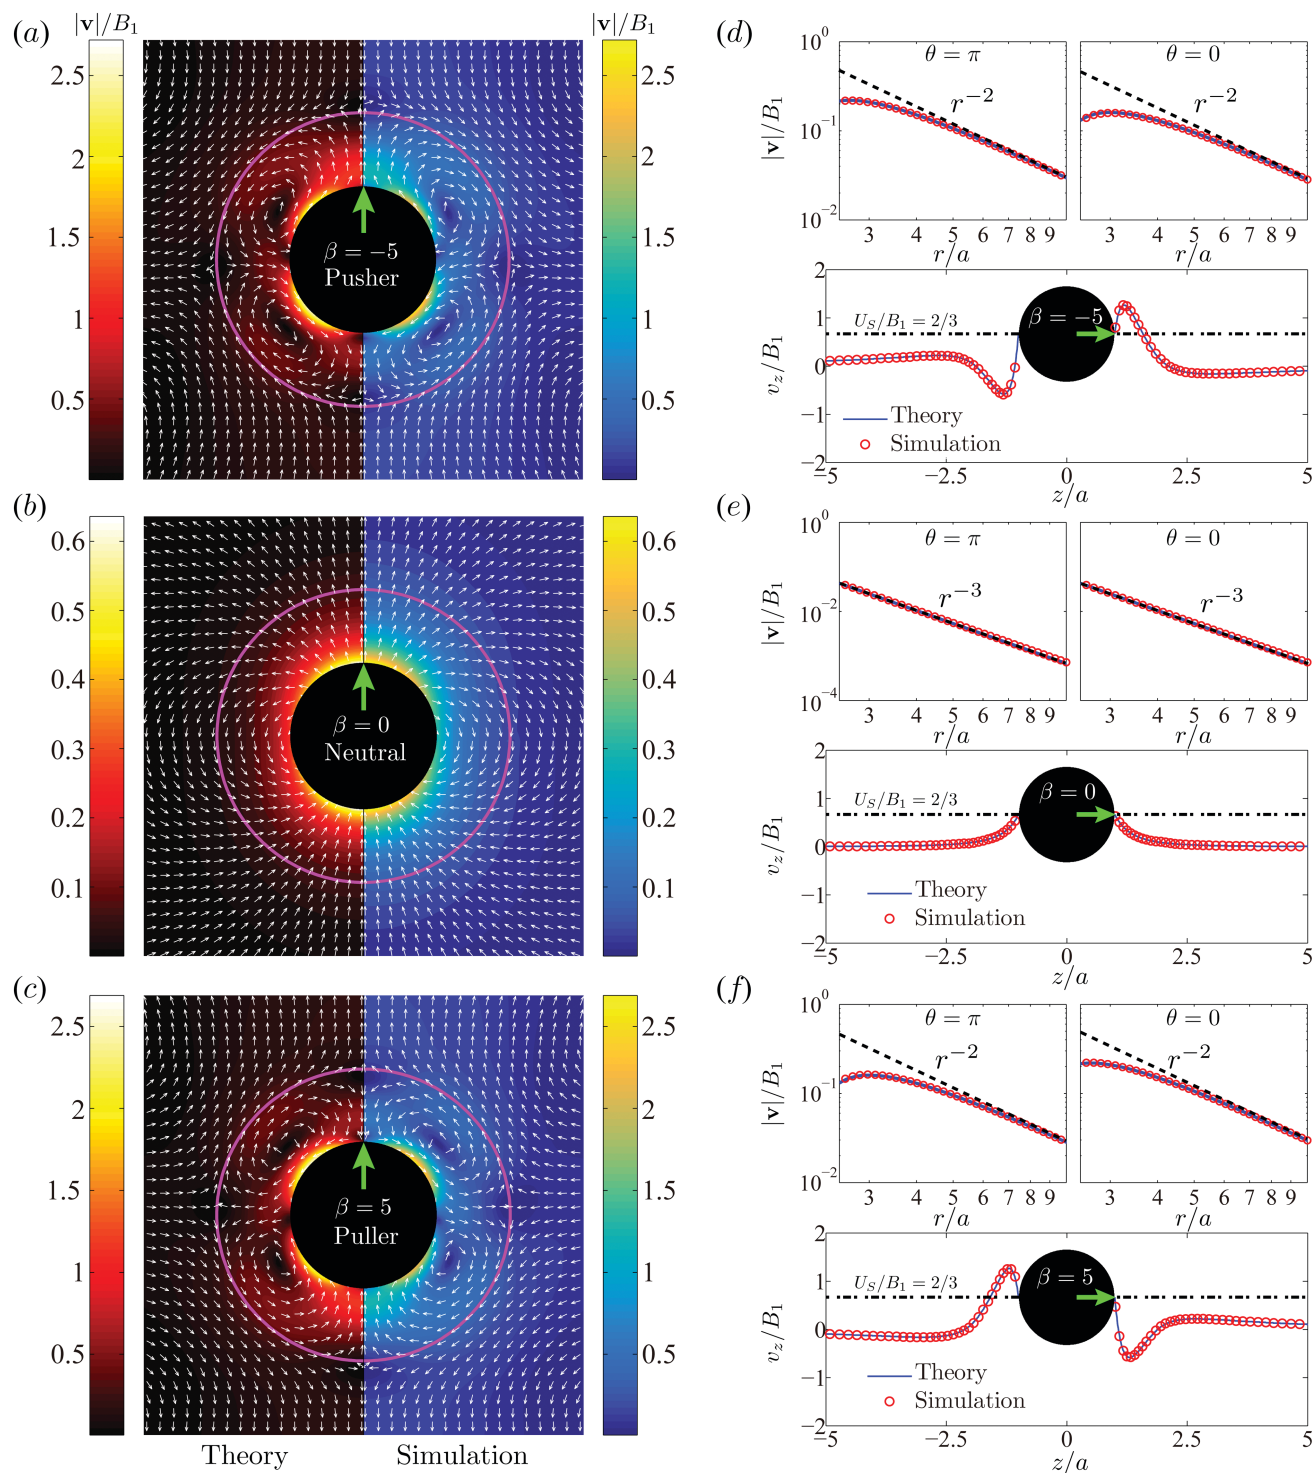 (a)
|v|/B₁
|v|/B₁
2.5
2
1.5
1
0.5
β = −5
Pusher
2.5
2
1.5
1
0.5
(b)
0.6
0.5
0.4
0.3
0.2
0.1
β = 0
Neutral
0.6
0.5
0.4
0.3
0.2
0.1
(c)
2.5
2
1.5
1
0.5
β = 5
Puller
2.5
2
1.5
1
0.5
Theory
Simulation
(d)
|v|/B₁
10⁰
10⁻¹
10⁻²
θ = π
r⁻²
3 4 5 6 7 8 9
r/a
θ = 0
r⁻²
3 4 5 6 7 8 9
r/a
v_z/B₁
2
1
0
−1
−2
U_S/B₁ = 2/3
β = −5
Theory
Simulation
−5 −2.5 0 2.5 5
z/a
(e)
|v|/B₁
10⁰
10⁻²
10⁻⁴
θ = π
r⁻³
3 4 5 6 7 8 9
r/a
θ = 0
r⁻³
3 4 5 6 7 8 9
r/a
v_z/B₁
2
1
0
−1
−2
U_S/B₁ = 2/3
β = 0
Theory
Simulation
−5 −2.5 0 2.5 5
z/a
(f)
|v|/B₁
10⁰
10⁻¹
10⁻²
θ = π
r⁻²
3 4 5 6 7 8 9
r/a
θ = 0
r⁻²
3 4 5 6 7 8 9
r/a
v_z/B₁
2
1
0
−1
−2
U_S/B₁ = 2/3
β = 5
Theory
Simulation
−5 −2.5 0 2.5 5
z/a